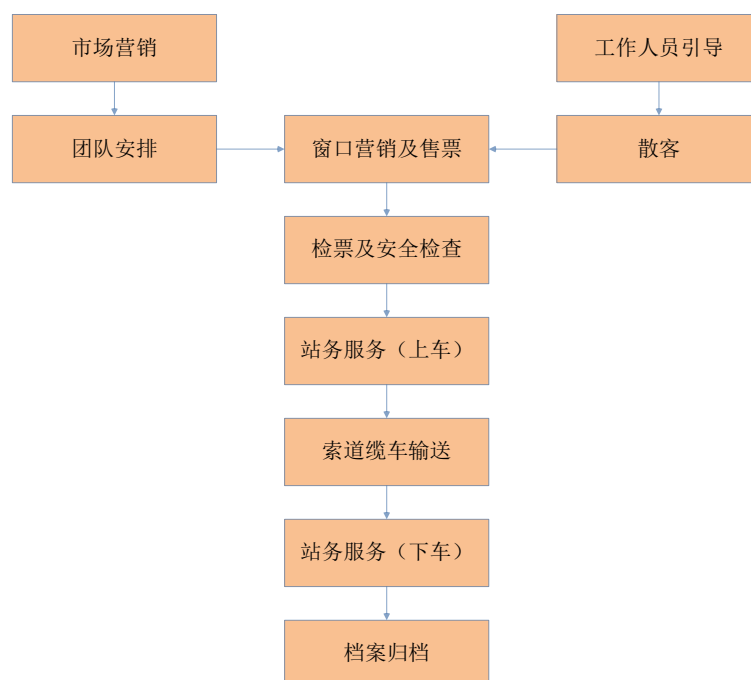 市场营销
工作人员引导
团队安排
窗口营销及售票
散客
检票及安全检查
站务服务（上车）
索道缆车输送
站务服务（下车）
档案归档